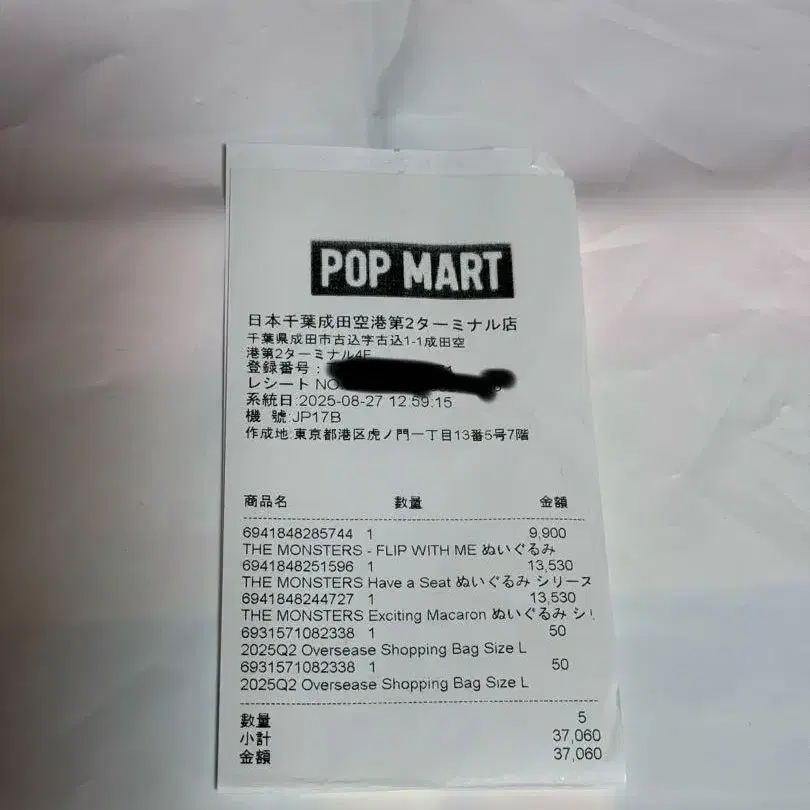 POP MART
日本千葉成田空港第2ターミナル店
千葉県成田市古込字古込1-1成田空
港第2ターミナル4F
登録番号:
レシート NO
系統日:2025-08-27 12:59:15
機 號:JP17B
作成地:東京都港区虎ノ門一丁目13番5号7階
商品名 數量 金額
6941848285744 1 9,900
THE MONSTERS - FLIP WITH ME ぬいぐるみ
6941848251596 1 13,530
THE MONSTERS Have a Seat ぬいぐるみ シリーズ
6941848244727 1 13,530
THE MONSTERS Exciting Macaron ぬいぐるみ シリ
6931571082338 1 50
2025Q2 Oversease Shopping Bag Size L
6931571082338 1 50
2025Q2 Oversease Shopping Bag Size L
數量 5
小計 37,060
金額 37,060